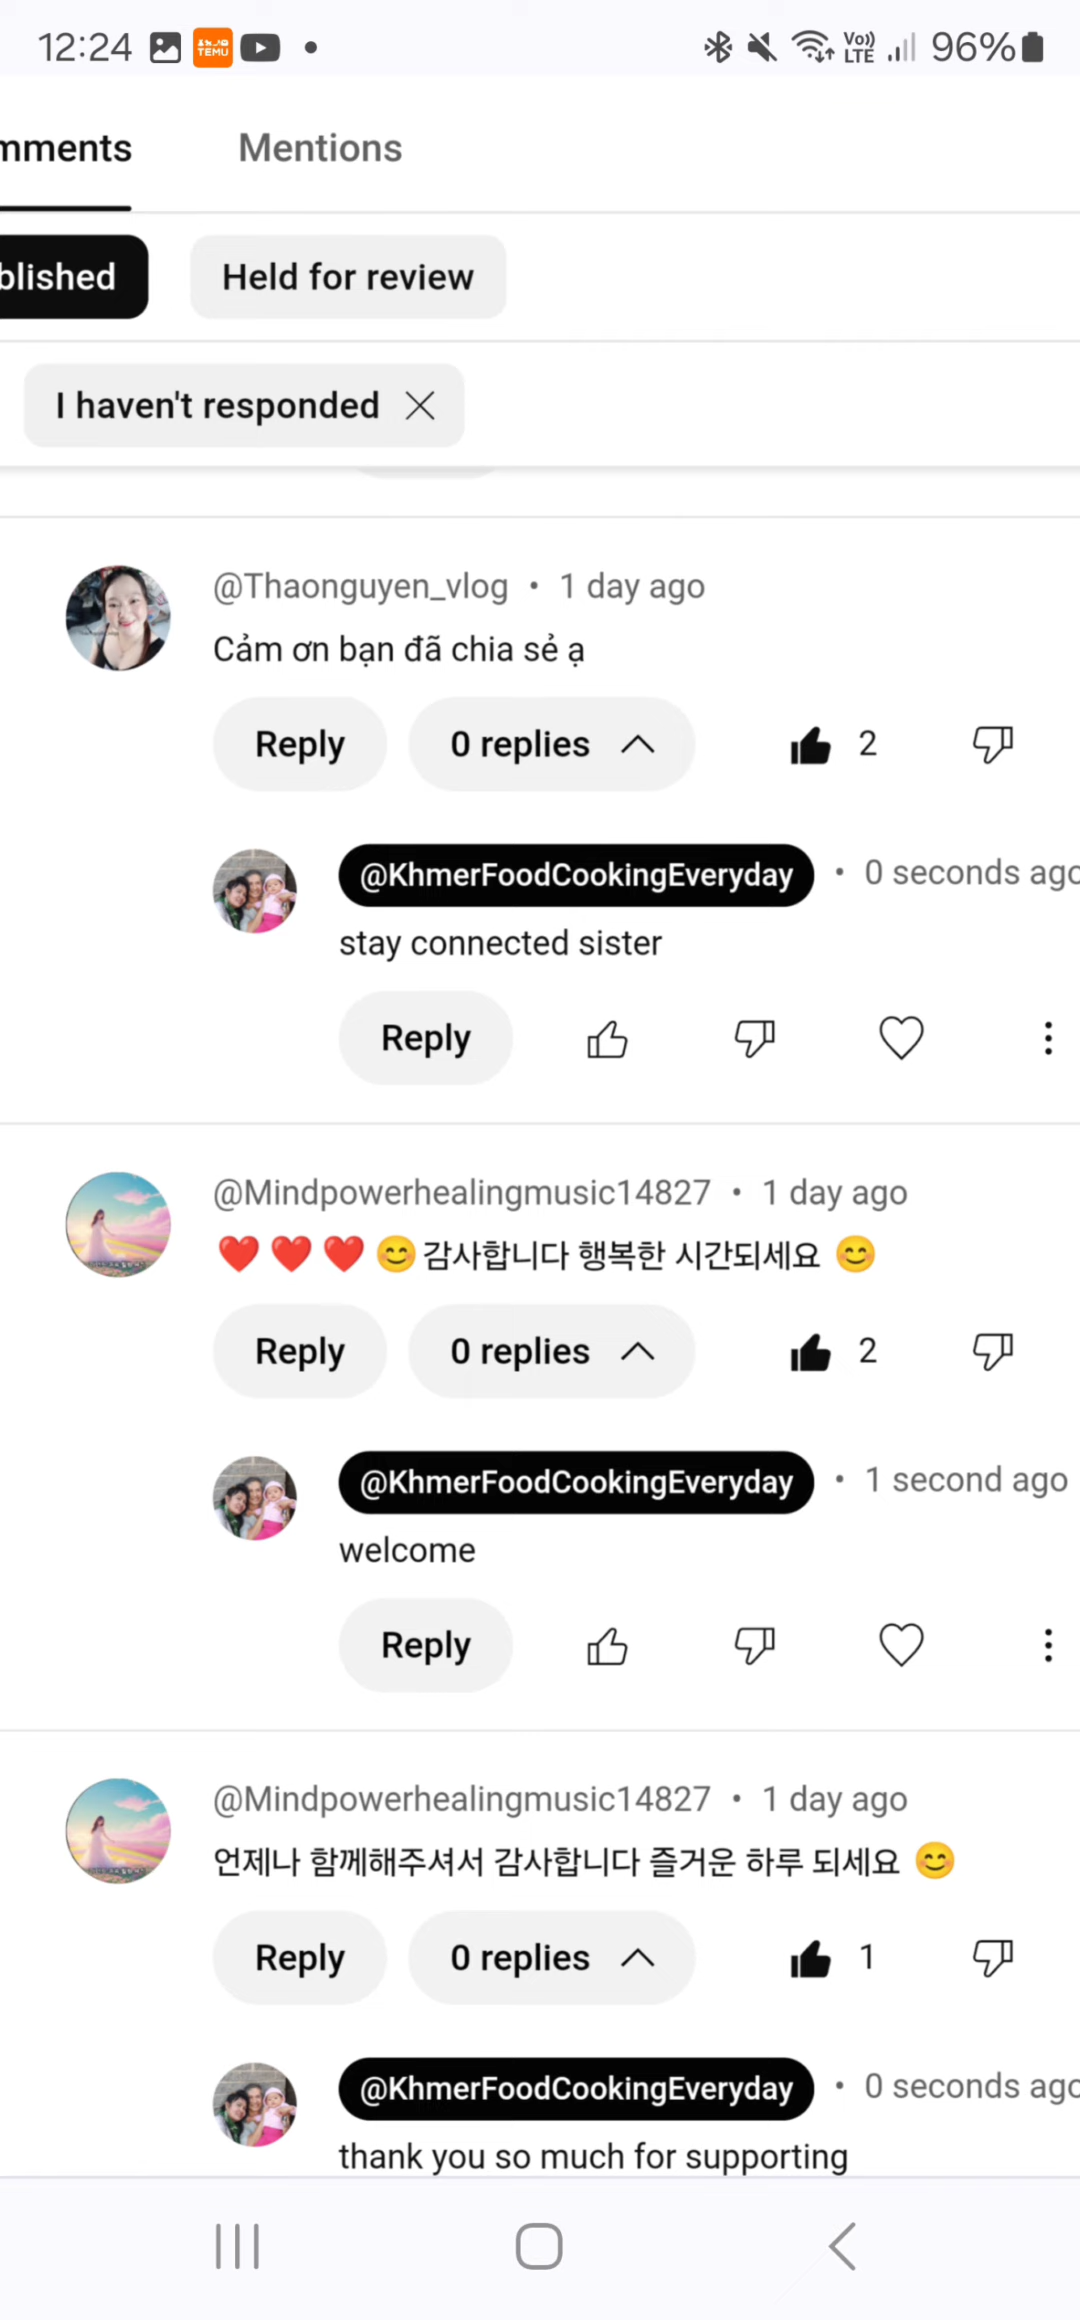 12:24 TEMU Vo)) LTE 96%
mments Mentions
blished Held for review
I haven't responded
@Thaonguyen_vlog • 1 day ago
Cảm ơn bạn đã chia sẻ ạ
Reply 0 replies 2
@KhmerFoodCookingEveryday • 0 seconds ago
stay connected sister
Reply
@Mindpowerhealingmusic14827 • 1 day ago
❤️❤️❤️😊감사합니다 행복한 시간되세요 😊
Reply 0 replies 2
@KhmerFoodCookingEveryday • 1 second ago
welcome
Reply
@Mindpowerhealingmusic14827 • 1 day ago
언제나 함께해주셔서 감사합니다 즐거운 하루 되세요 😊
Reply 0 replies 1
@KhmerFoodCookingEveryday • 0 seconds ago
thank you so much for supporting